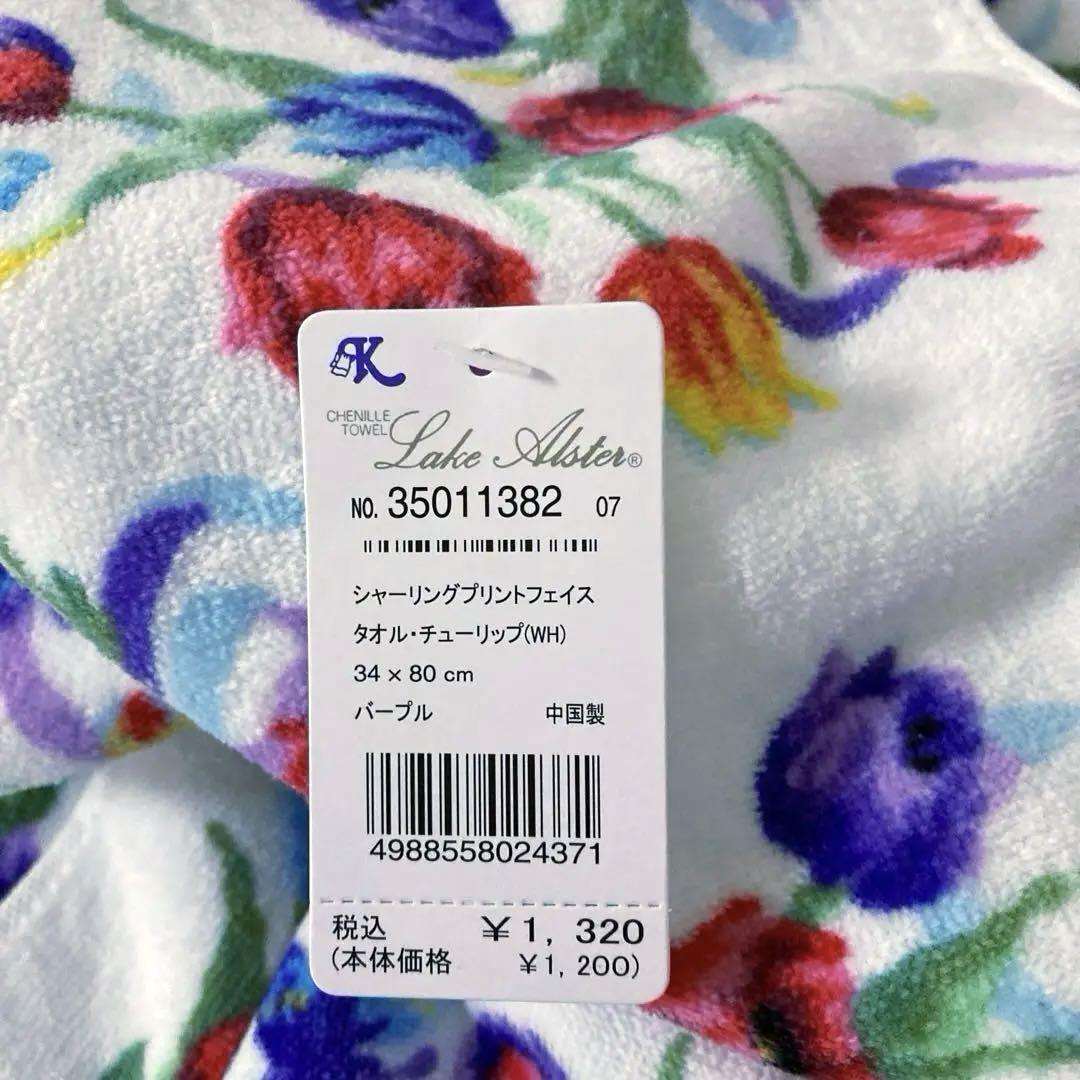 K
CHENILLE
TOWEL
Lake Alster®
NO. 35011382 07
シャーリングプリントフェイス
タオル・チューリップ(WH)
34 × 80 cm
パープル 中国製
4988558024371
税込 ¥1, 320
(本体価格 ¥1, 200)